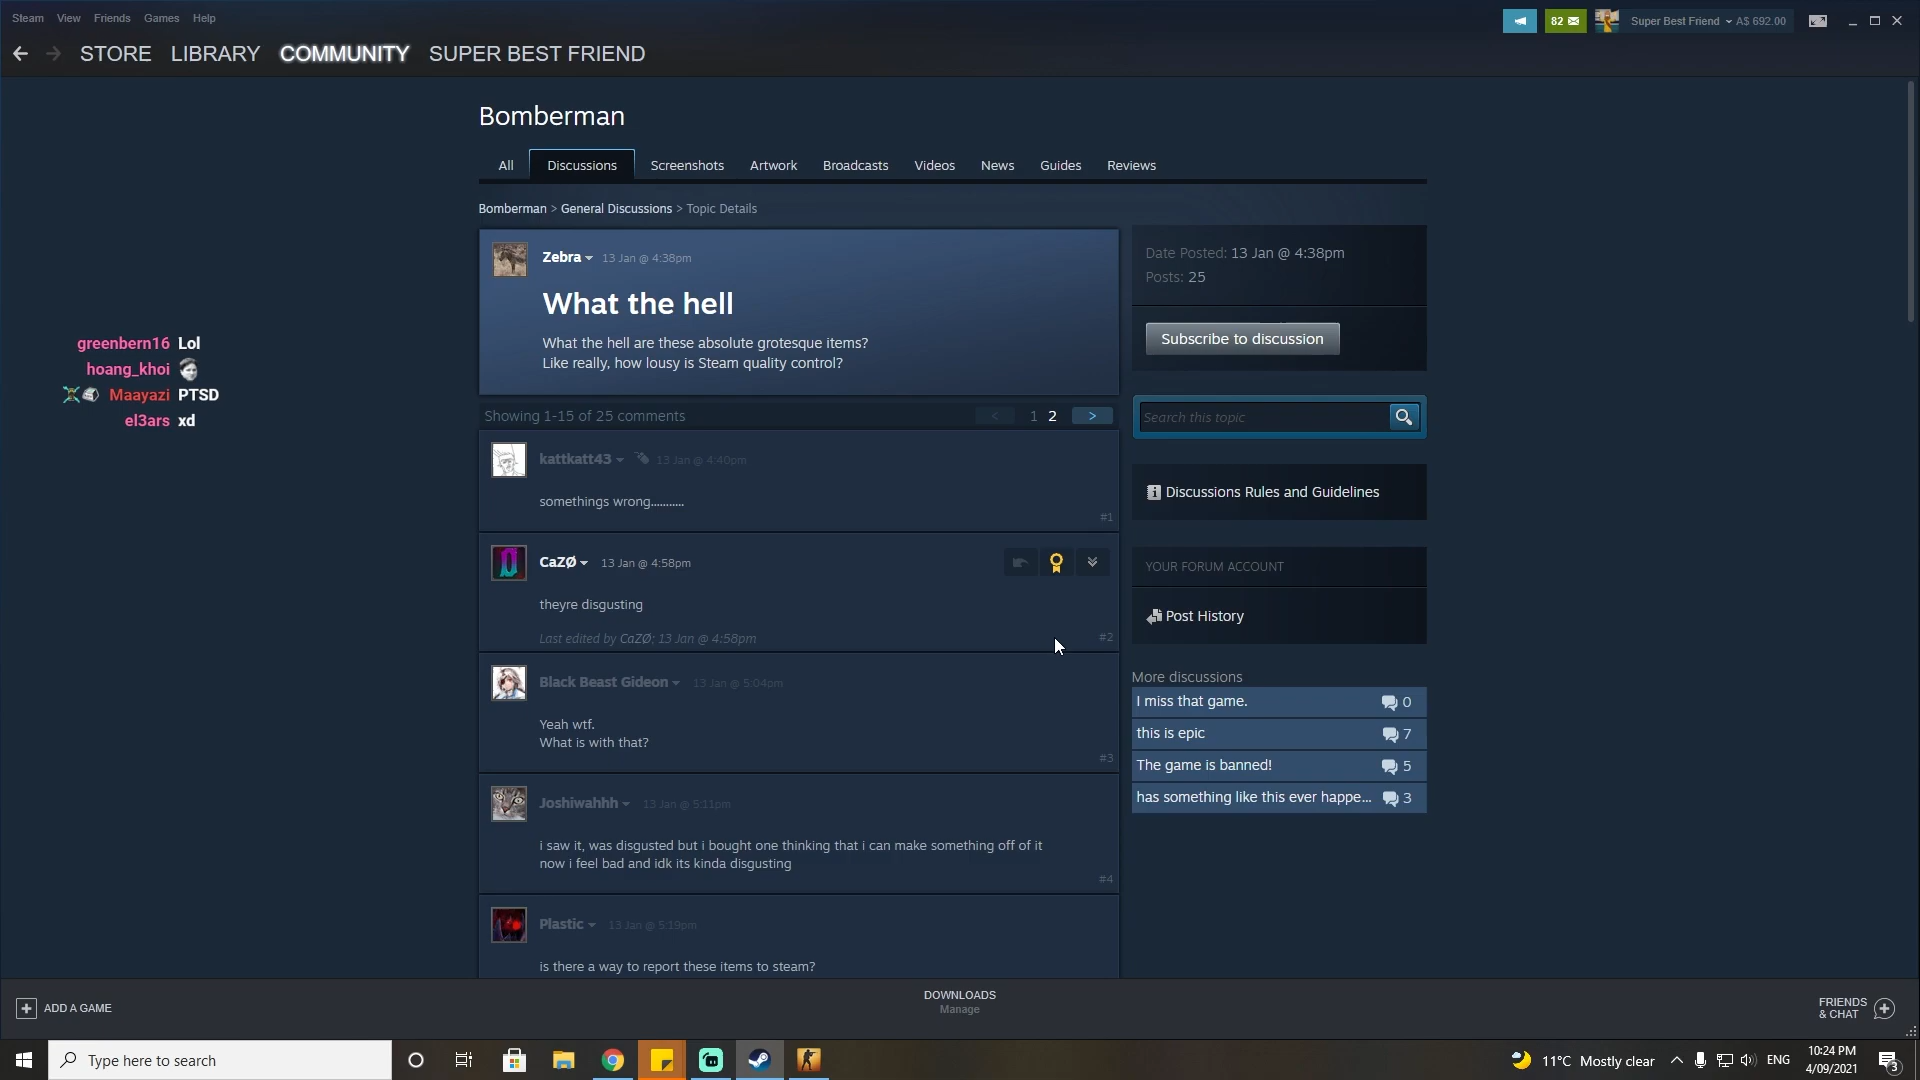 Steam View Friends Games Help
82
Super Best Friend A$ 692.00
STORE LIBRARY COMMUNITY SUPER BEST FRIEND
Bomberman
All Discussions Screenshots Artwork Broadcasts Videos News Guides Reviews
Bomberman > General Discussions > Topic Details
Zebra 13 Jan @ 4:38pm
What the hell
What the hell are these absolute grotesque items?
Like really, how lousy is Steam quality control?
Date Posted: 13 Jan @ 4:38pm
Posts: 25
Subscribe to discussion
greenbern16 Lol
hoang_khoi
Maayazi PTSD
el3ars xd
Showing 1-15 of 25 comments
< 1 2 >
Search this topic
kattkatt43 13 Jan @ 4:40pm
somethings wrong...........
#1
Discussions Rules and Guidelines
CaZØ 13 Jan @ 4:58pm
theyre disgusting
Last edited by CaZØ; 13 Jan @ 4:58pm
#2
YOUR FORUM ACCOUNT
Post History
Black Beast Gideon 13 Jan @ 5:04pm
Yeah wtf.
What is with that?
#3
More discussions
I miss that game. 0
this is epic 7
The game is banned! 5
has something like this ever happe... 3
Joshiwahhh 13 Jan @ 5:11pm
i saw it, was disgusted but i bought one thinking that i can make something off of it
now i feel bad and idk its kinda disgusting
#4
Plastic 13 Jan @ 5:19pm
is there a way to report these items to steam?
ADD A GAME
DOWNLOADS
Manage
FRIENDS
& CHAT
Type here to search
11°C Mostly clear
ENG
10:24 PM
4/09/2021
3